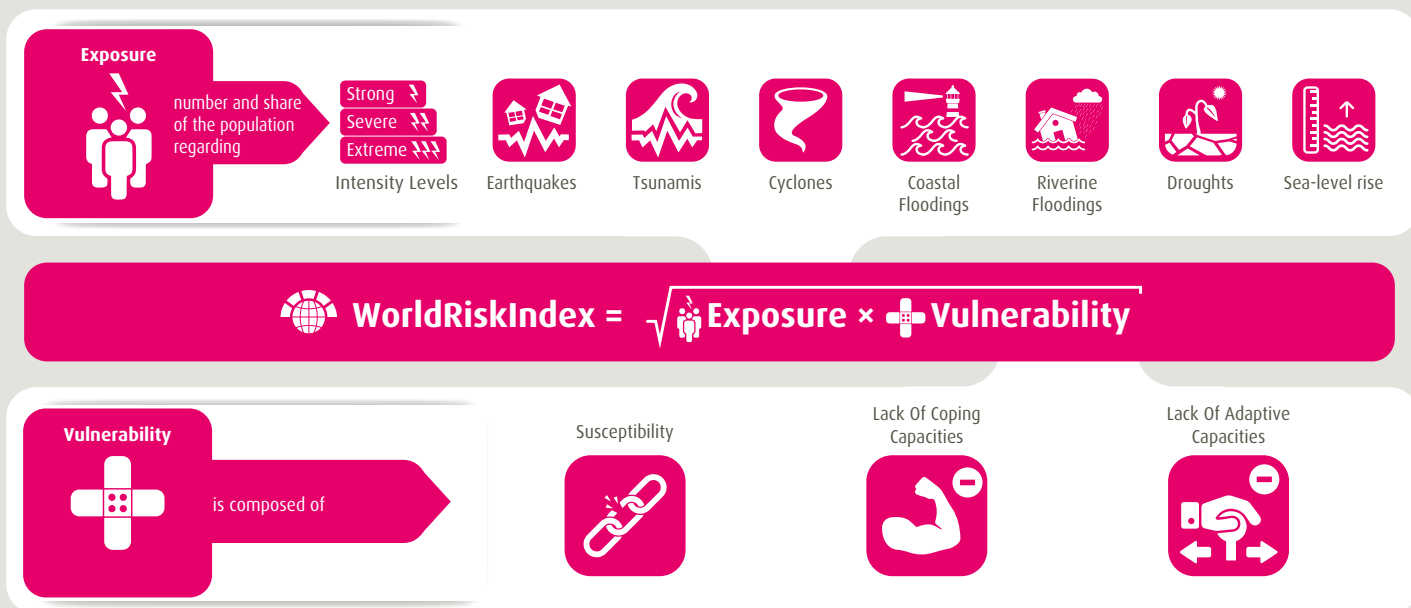 Exposure
number and share
of the population
regarding
Strong
Severe
Extreme
Intensity Levels
Earthquakes
Tsunamis
Cyclones
Coastal
Floodings
Riverine
Floodings
Droughts
Sea-level rise
WorldRiskIndex = √ Exposure × Vulnerability
Vulnerability
is composed of
Susceptibility
Lack Of Coping
Capacities
Lack Of Adaptive
Capacities